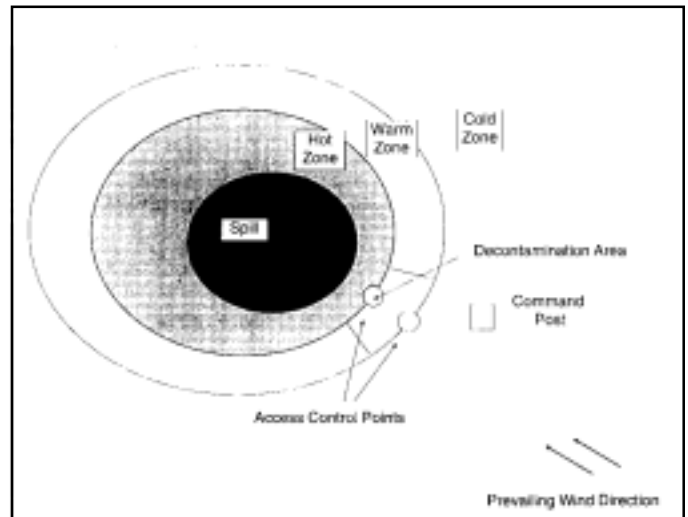 Cold
Zone
Warm
Zone
Hot
Zone
Spill
Decontamination Area
Command
Post
Access Control Points
Prevailing Wind Direction